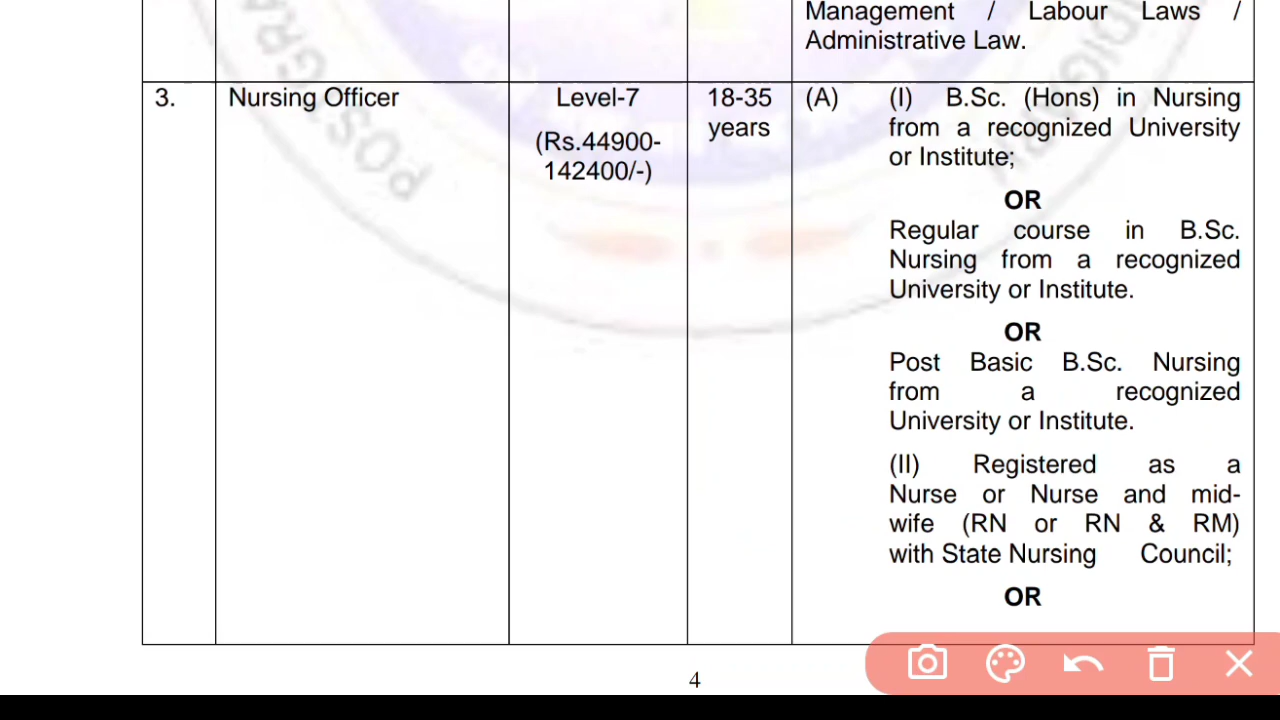 Management / Labour Laws /
Administrative Law.
3. Nursing Officer Level-7 18-35 (A) (I) B.Sc. (Hons) in Nursing
years from a recognized University
(Rs.44900- or Institute;
142400/-)
OR
Regular course in B.Sc.
Nursing from a recognized
University or Institute.
OR
Post Basic B.Sc. Nursing
from a recognized
University or Institute.
(II) Registered as a
Nurse or Nurse and mid-
wife (RN or RN & RM)
with State Nursing Council;
OR
4